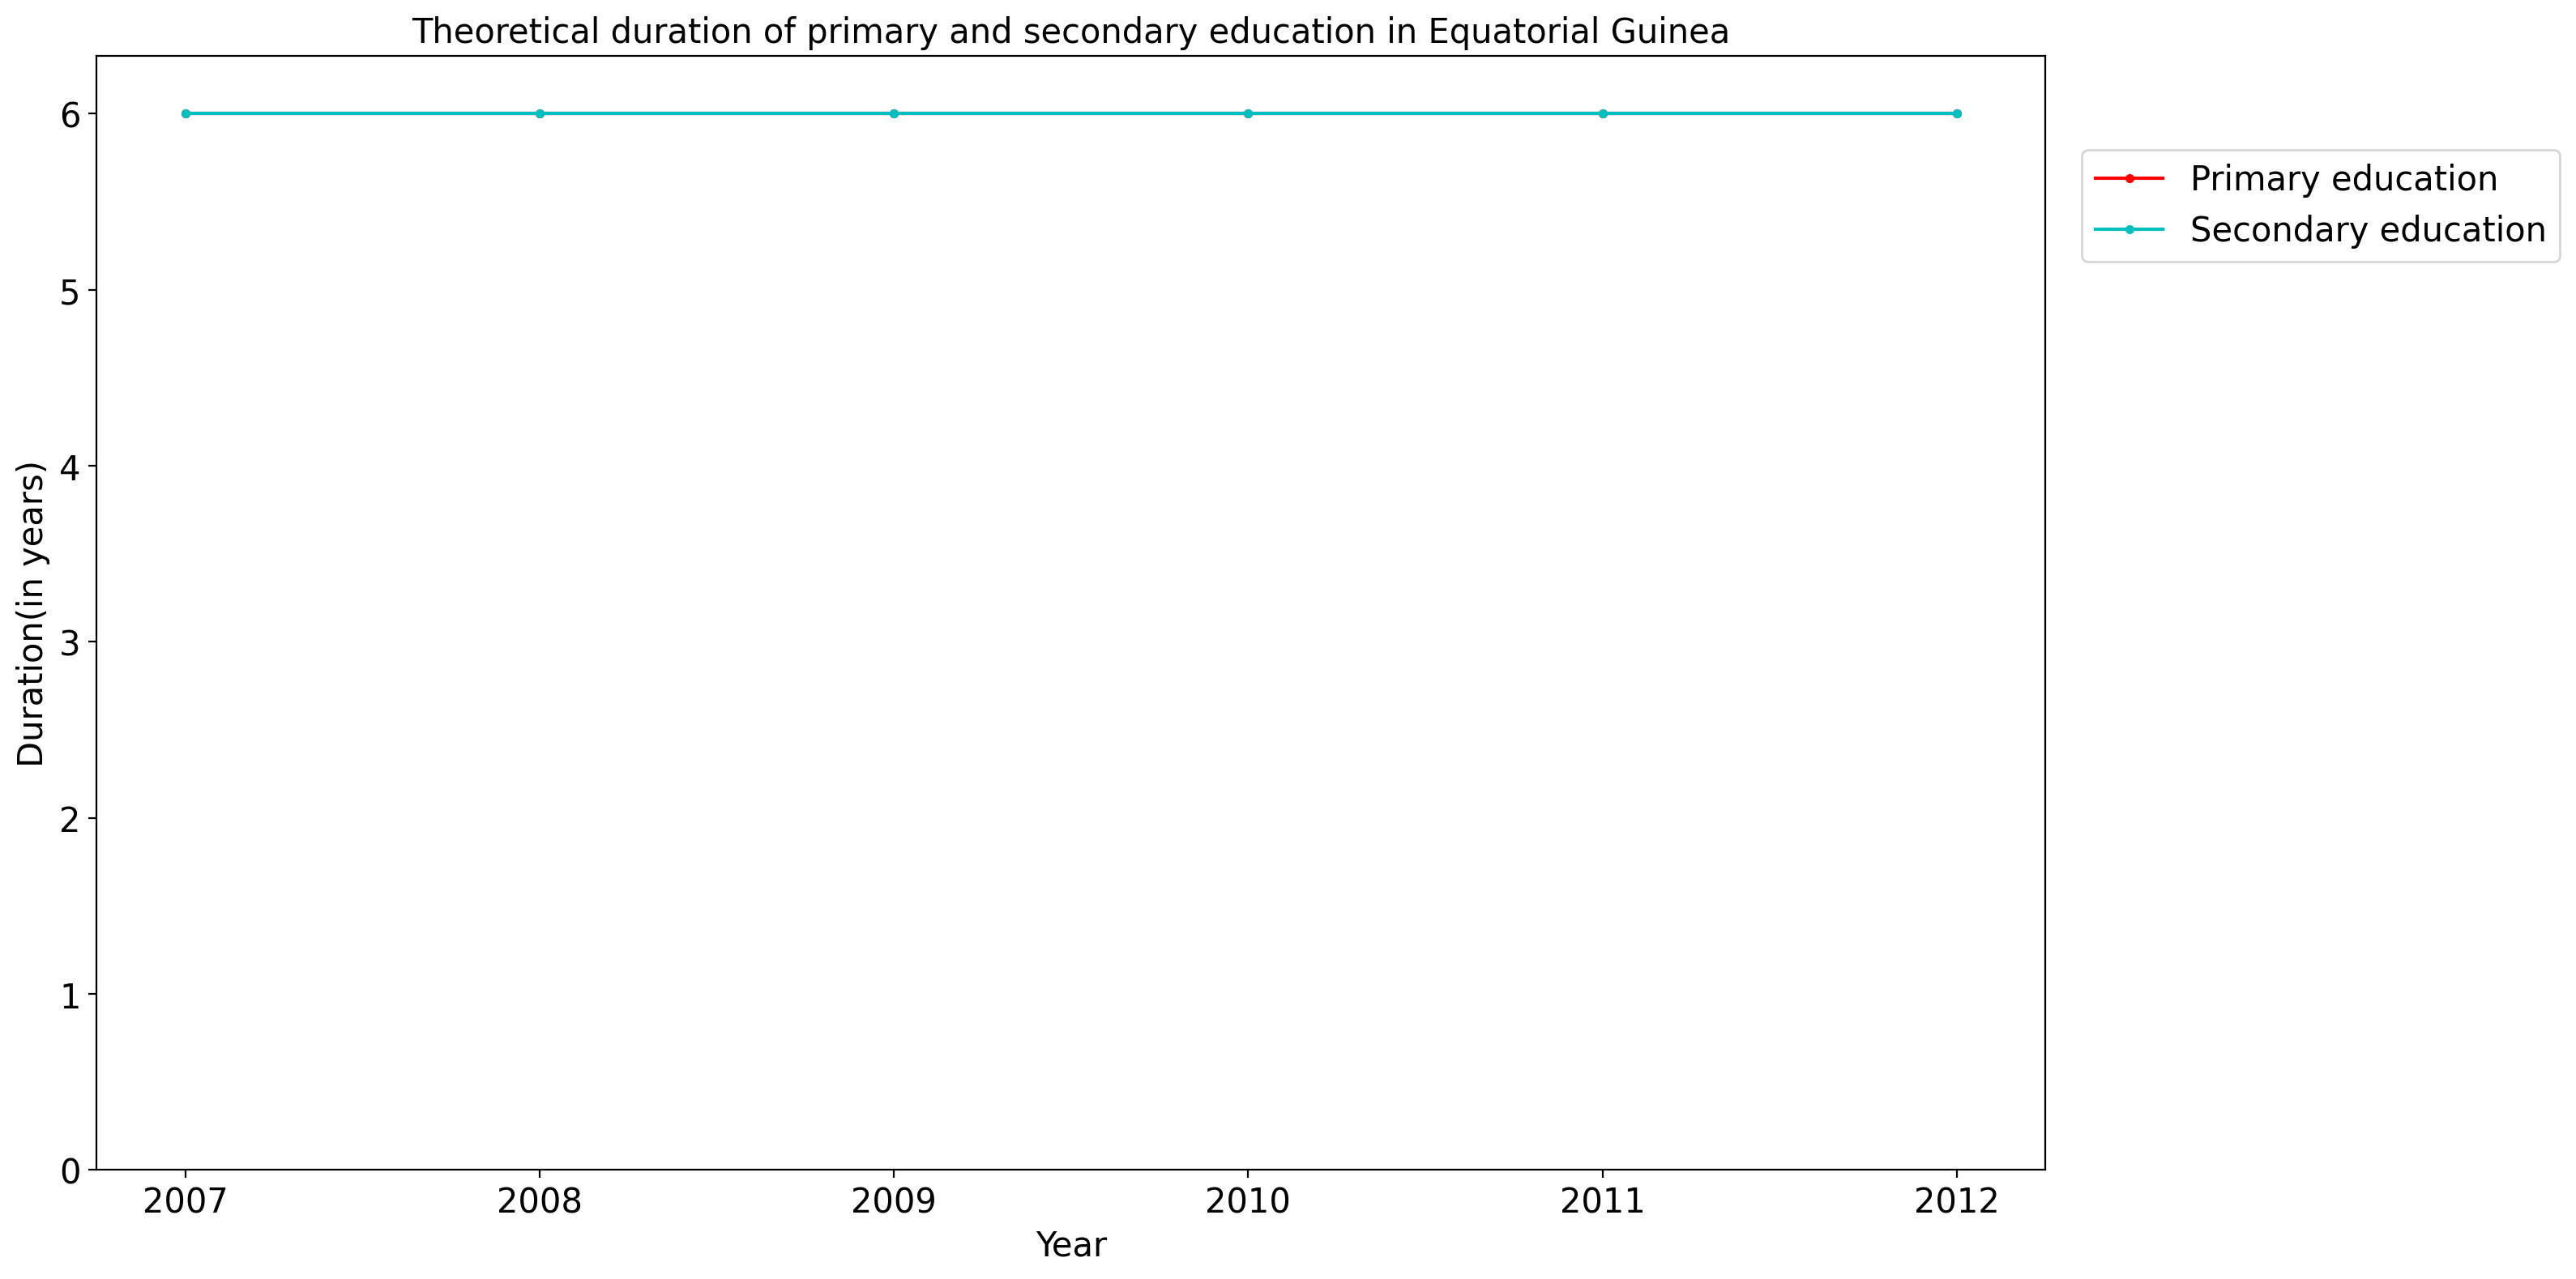 Theoretical duration of primary and secondary education in Equatorial Guinea
6
5
4
3
2
1
0
Duration(in years)
2007 2008 2009 2010 2011 2012
Year
Primary education
Secondary education